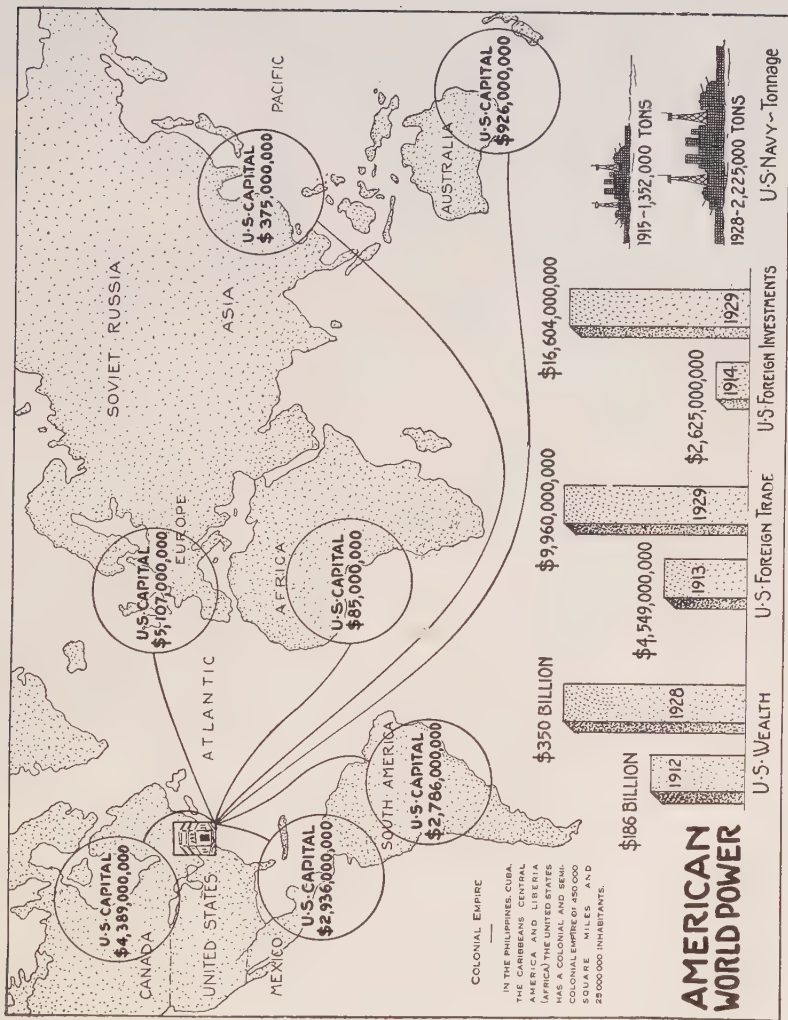 AMERICAN
WORLD POWER
COLONIAL EMPIRE
IN THE PHILIPPINES, CUBA,
THE CARIBBEANS CENTRAL
AMERICA AND LIBERIA
(AFRICA) THE UNITED STATES
HAS A COLONIAL AND SEMI-
COLONIAL EMPIRE OF 450 000
SQUARE MILES AND
25 000 000 INHABITANTS.
CANADA
UNITED STATES
MEXICO
SOUTH AMERICA
ATLANTIC
EUROPE
AFRICA
SOVIET RUSSIA
ASIA
PACIFIC
AUSTRALIA
U·S·CAPITAL
$4,389,000,000
U·S·CAPITAL
$2,936,000,000
U·S·CAPITAL
$2,786,000,000
U·S·CAPITAL
$5,107,000,000
U·S·CAPITAL
$85,000,000
U·S·CAPITAL
$375,000,000
U·S·CAPITAL
$926,000,000
$186 BILLION
1912
$350 BILLION
1928
U·S·WEALTH
$4,549,000,000
1913
$9,960,000,000
1929
U·S·FOREIGN TRADE
$2,625,000,000
1914
$16,604,000,000
1929
U·S·FOREIGN INVESTMENTS
1915-1,352,000 TONS
1928-2,225,000 TONS
U·S·NAVY-Tonnage